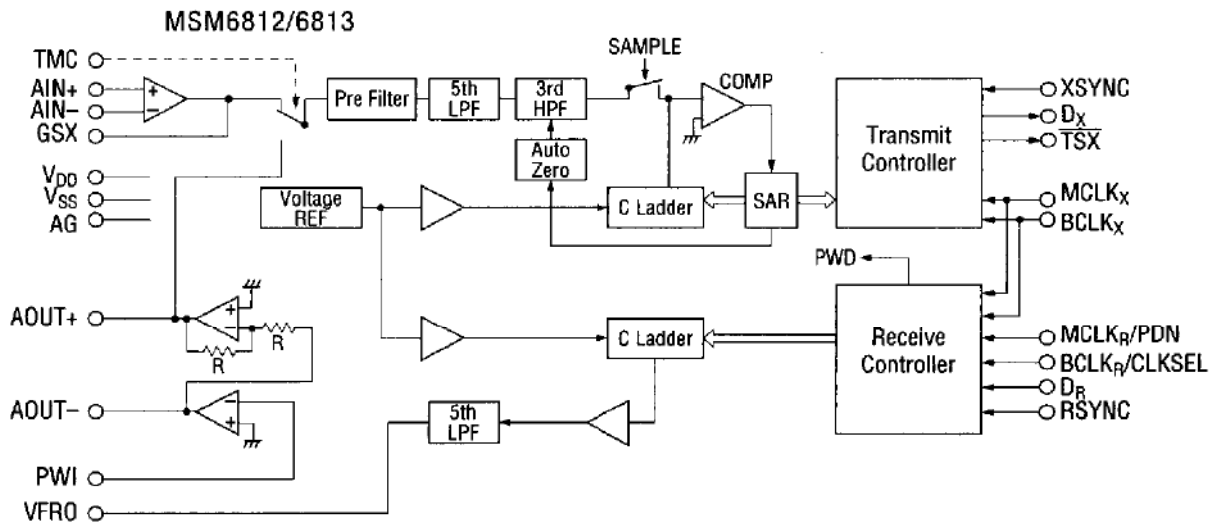 MSM6812/6813
TMC
AIN+
AIN−
GSX
VDD
VSS
AG
AOUT+
AOUT−
PWI
VFRO
Pre Filter
5th
LPF
3rd
HPF
SAMPLE
COMP
Auto
Zero
Voltage
REF
C Ladder
SAR
Transmit
Controller
XSYNC
DX
TSX
MCLKX
BCLKX
PWD
R
R
C Ladder
Receive
Controller
MCLKR/PDN
BCLKR/CLKSEL
DR
RSYNC
5th
LPF